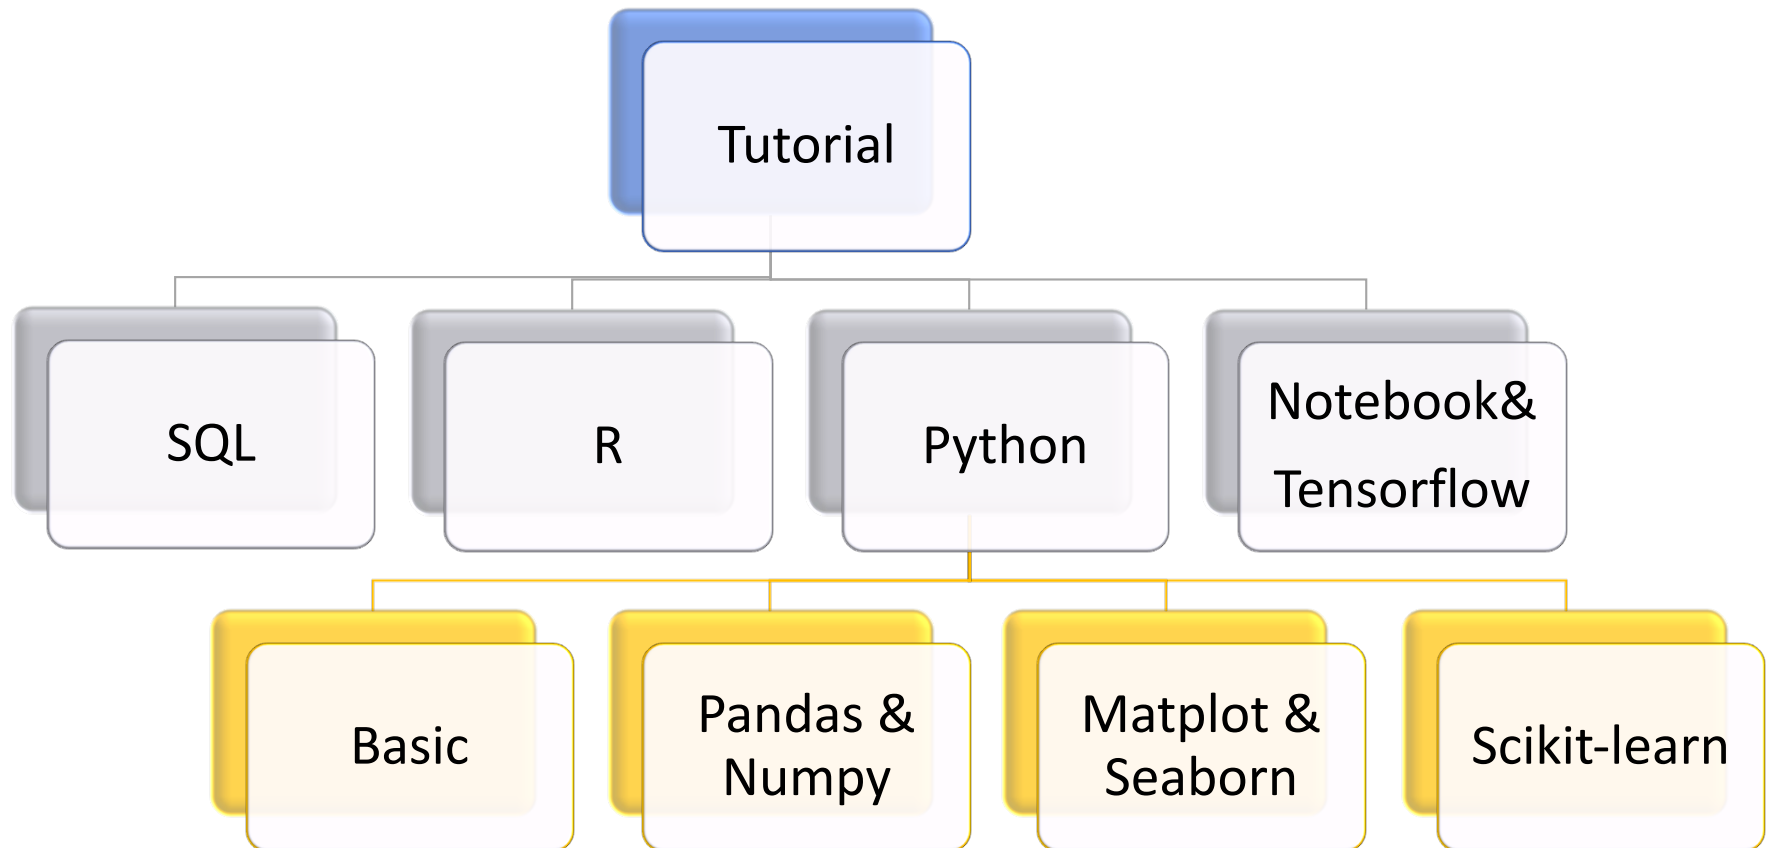 Tutorial
SQL
R
Python
Notebook&
Tensorflow
Basic
Pandas &
Numpy
Matplot &
Seaborn
Scikit-learn